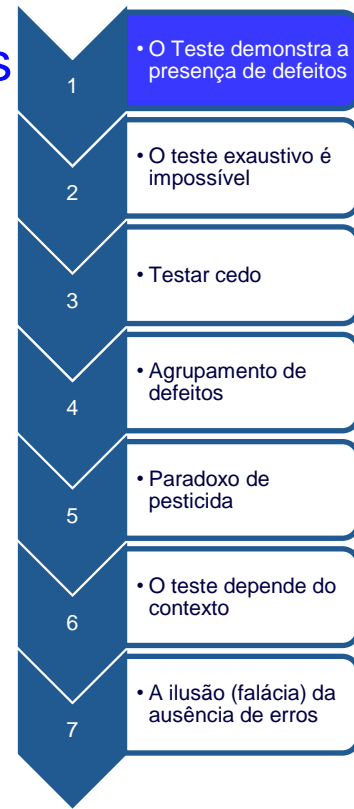 s
1
• O Teste demonstra a
presença de defeitos
2
• O teste exaustivo é
impossível
3
• Testar cedo
4
• Agrupamento de
defeitos
5
• Paradoxo de
pesticida
6
• O teste depende do
contexto
7
• A ilusão (falácia) da
ausência de erros